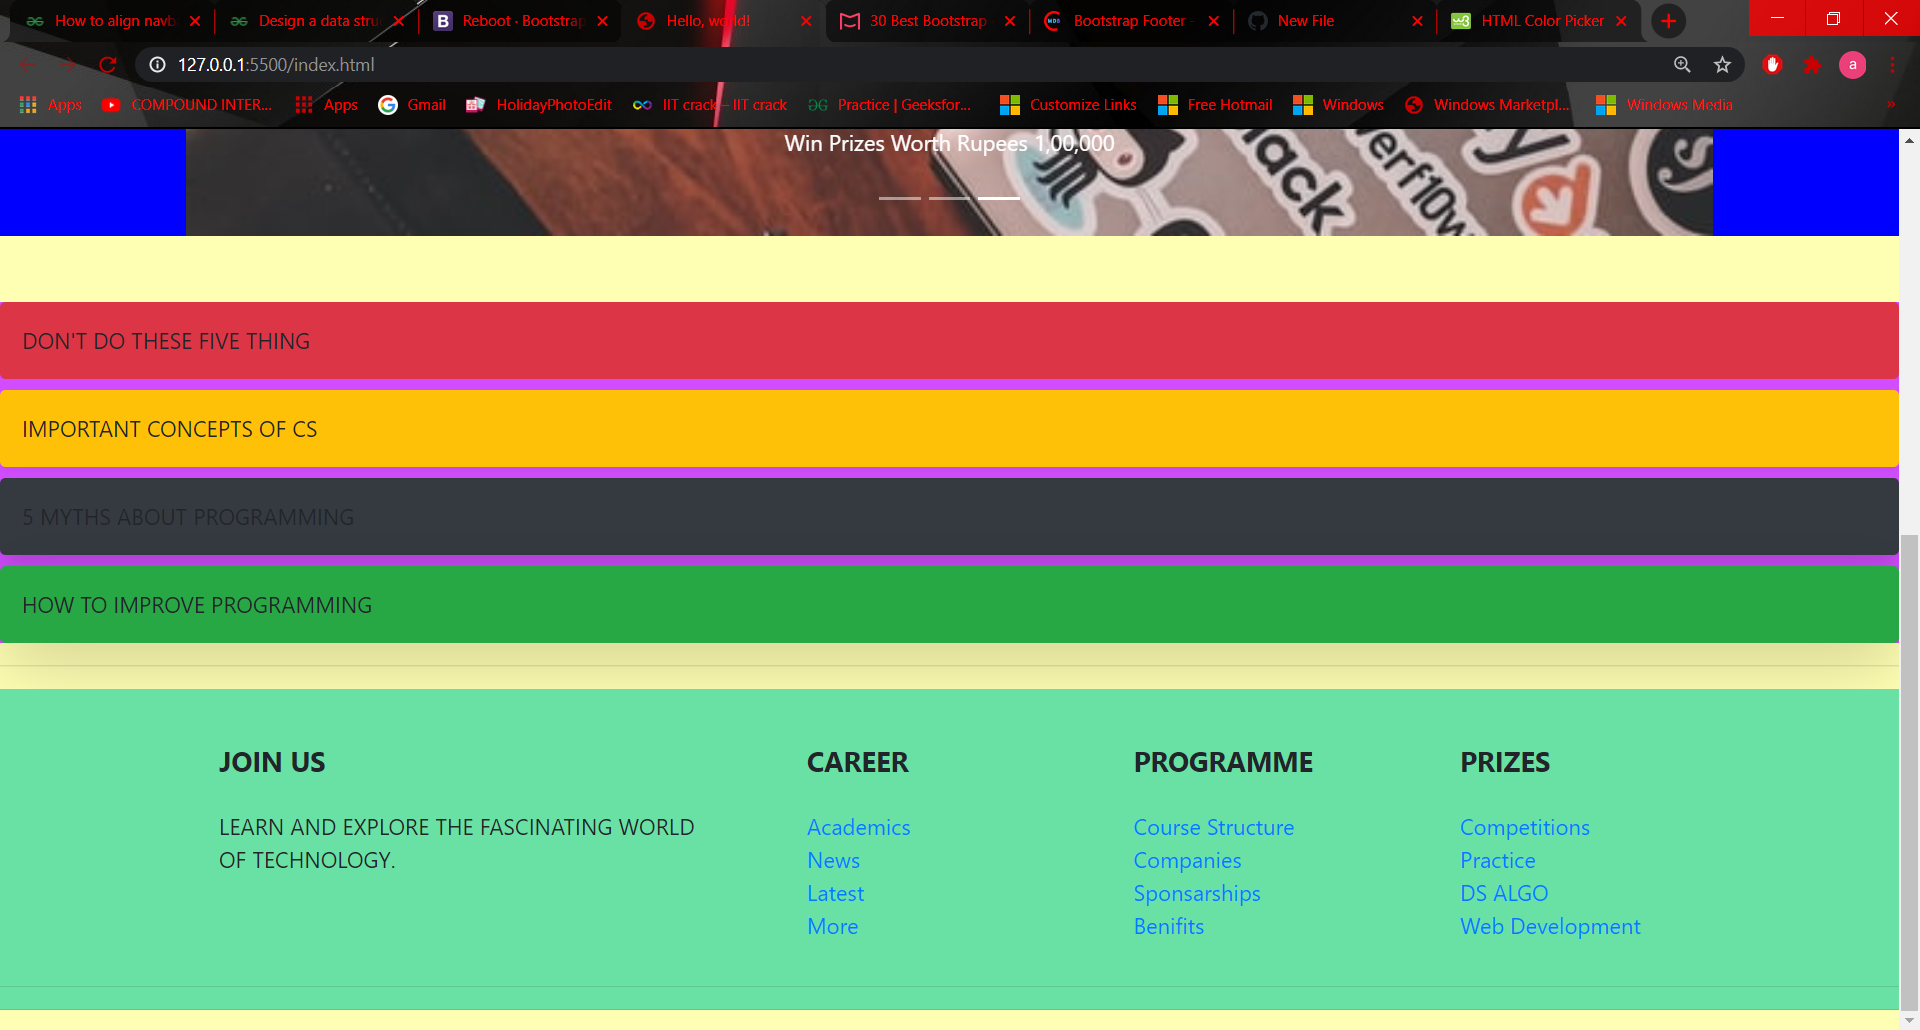 How to align navb
Design a data stru
Reboot · Bootstrap
Hello, world!
30 Best Bootstrap
Bootstrap Footer -
New File
HTML Color Picker
127.0.0.1:5500/index.html
a
Apps
COMPOUND INTER...
Apps
Gmail
HolidayPhotoEdit
IIT crack – IIT crack
Practice | Geeksfor...
Customize Links
Free Hotmail
Windows
Windows Marketpl...
Windows Media
»
Win Prizes Worth Rupees 1,00,000
DON'T DO THESE FIVE THING
IMPORTANT CONCEPTS OF CS
5 MYTHS ABOUT PROGRAMMING
HOW TO IMPROVE PROGRAMMING
JOIN US
LEARN AND EXPLORE THE FASCINATING WORLD
OF TECHNOLOGY.
CAREER
Academics
News
Latest
More
PROGRAMME
Course Structure
Companies
Sponsarships
Benifits
PRIZES
Competitions
Practice
DS ALGO
Web Development